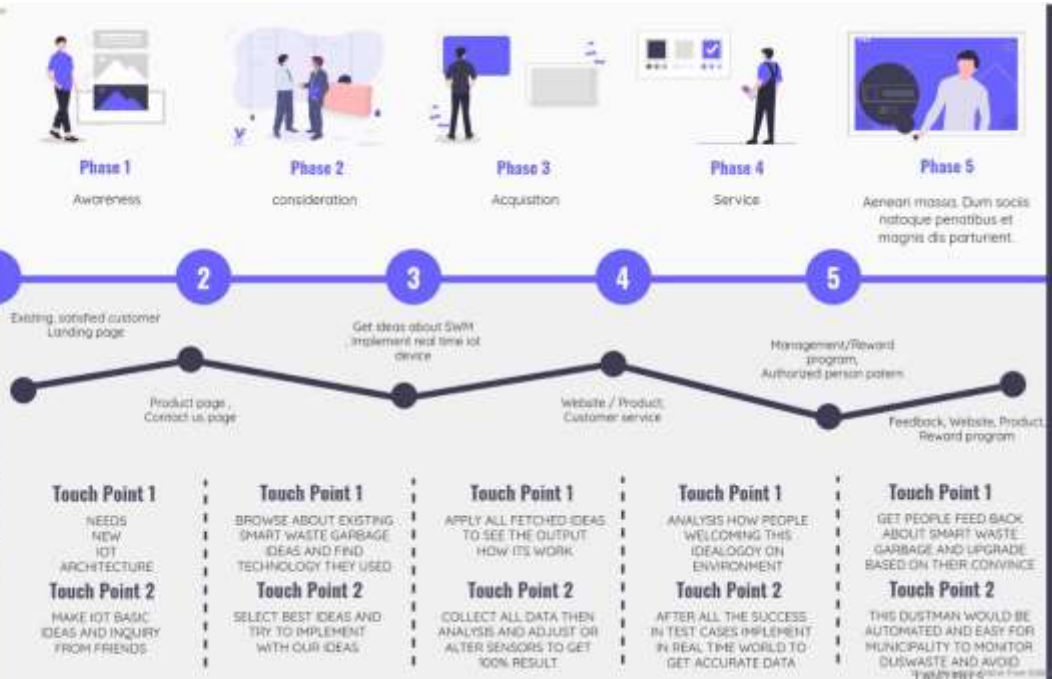 Phase 1
Awareness
Phase 2
consideration
Phase 3
Acquisition
Phase 4
Service
Phase 5
Aenean massa. Dum sociis
natoque penatibus et
magnis dis parturient.
2
3
4
5
Existing, satisfied customer
Landing page
Product page ,
Contact us page
Get ideas about SWM
, Implement real time iot
device
Website / Product,
Customer service
Management/Reward
program,
Authorized person patern
Feedback, Website, Product,
Reward program
Touch Point 1
NEEDS
NEW
IOT
ARCHITECTURE
Touch Point 2
MAKE IOT BASIC
IDEAS AND INQUIRY
FROM FRIENDS
Touch Point 1
BROWSE ABOUT EXISTING
SMART WASTE GARBAGE
IDEAS AND FIND
TECHNOLOGY THEY USED
Touch Point 2
SELECT BEST IDEAS AND
TRY TO IMPLEMENT
WITH OUR IDEAS
Touch Point 1
APPLY ALL FETCHED IDEAS
TO SEE THE OUTPUT
HOW ITS WORK
Touch Point 2
COLLECT ALL DATA THEN
ANALYSIS AND ADJUST OR
ALTER SENSORS TO GET
100% RESULT
Touch Point 1
ANALYSIS HOW PEOPLE
WELCOMING THIS
IDEALOGOY ON
ENVIRONMENT
Touch Point 2
AFTER ALL THE SUCCESS
IN TEST CASES IMPLEMENT
IN REAL TIME WORLD TO
GET ACCURATE DATA
Touch Point 1
GET PEOPLE FEED BACK
ABOUT SMART WASTE
GARBAGE AND UPGRADE
BASED ON THEIR CONVINCE
Touch Point 2
THIS DUSTMAN WOULD BE
AUTOMATED AND EASY FOR
MUNICIPALITY TO MONITOR
DUSWASTE AND AVOID